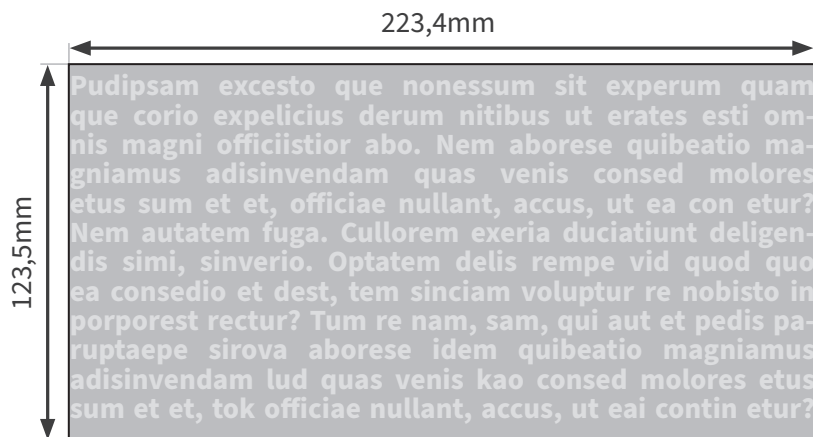 223,4mm
123,5mm
Pudipsam excesto que nonessum sit experum quam
que corio expelicius derum nitibus ut erates esti om-
nis magni officiistior abo. Nem aborese quibeatio ma-
gniamus adisinvendam quas venis consed molores
etus sum et et, officiae nullant, accus, ut ea con etur?
Nem autatem fuga. Cullorem exeria duciatiunt deligen-
dis simi, sinverio. Optatem delis rempe vid quod quo
ea consedio et dest, tem sinciam voluptur re nobisto in
porporest rectur? Tum re nam, sam, qui aut et pedis pa-
ruptaepe sirova aborese idem quibeatio magniamus
adisinvendam lud quas venis kao consed molores etus
sum et et, tok officiae nullant, accus, ut eai contin etur?